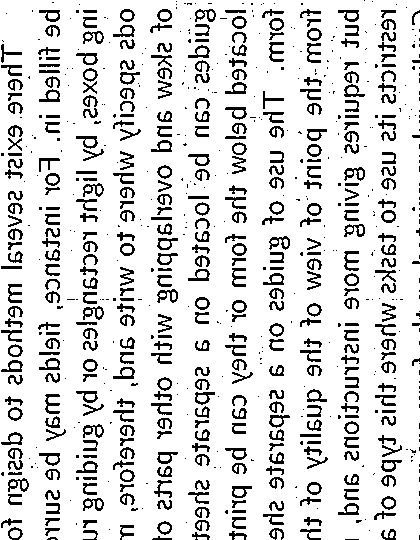 There exist several methods to design fo
be filled in. For instance, fields may be surr
ing boxes, by light rectangles or by guiding ru
ods specify where to write and, therefore, m
of skew and overlapping with other parts of
guides can be located on a separate sheet
located below the form or they can be print
form. The use of guides on a separate she
from the point of view of the quality of th
but requires giving more instructions and,
restricts its use to tasks where this type of a